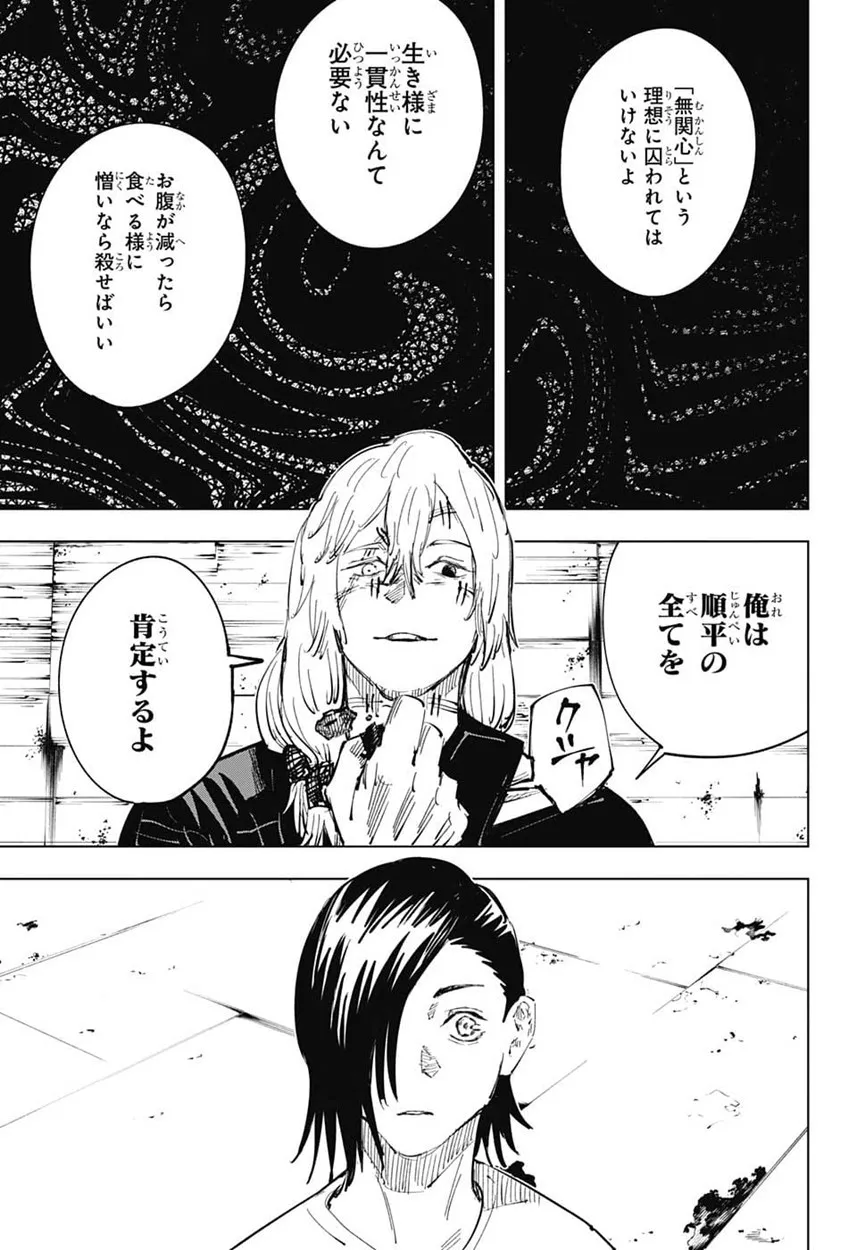 「無関心」という
理想に囚われては
いけないよ
生き様に
一貫性なんて
必要ない
お腹が減ったら
食べる様に
憎いなら殺せばいい
俺は
順平の
全てを
クシャ
肯定するよ